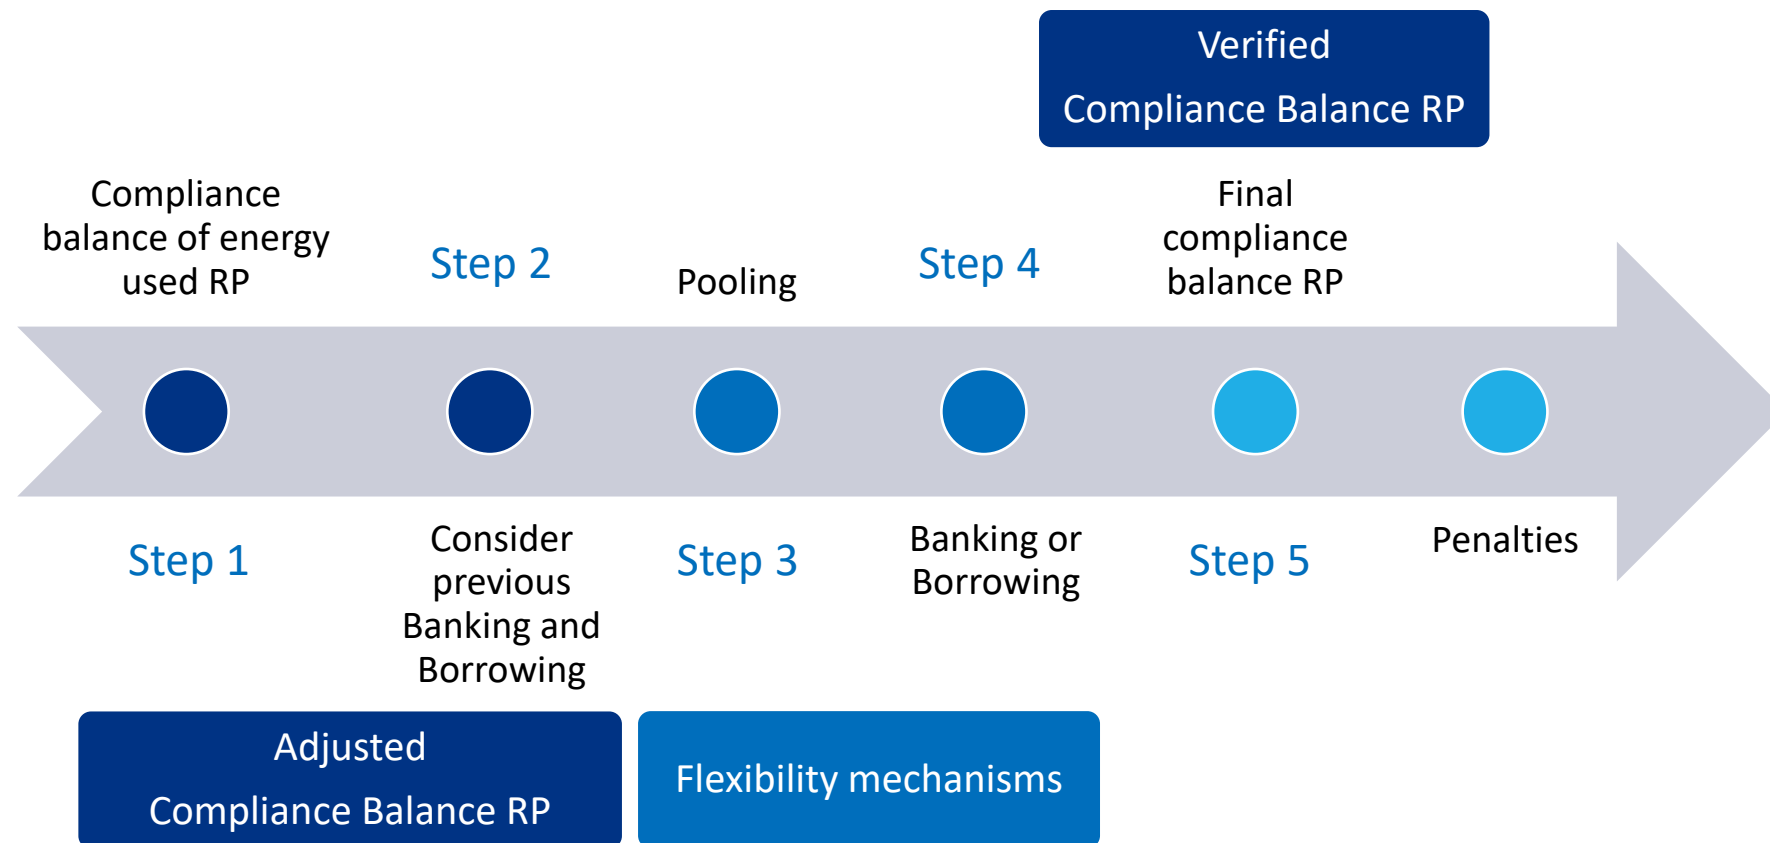 Verified
Compliance Balance RP
Compliance
balance of energy
used RP
Step 2
Pooling
Step 4
Final
compliance
balance RP
Step 1
Consider
previous
Banking and
Borrowing
Step 3
Banking or
Borrowing
Step 5
Penalties
Adjusted
Compliance Balance RP
Flexibility mechanisms